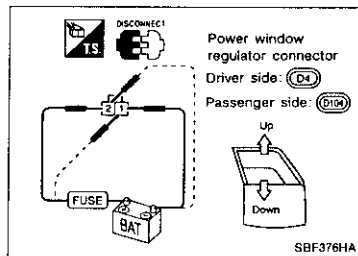 T.S.
DISCONNECT
Power window
regulator connector
Driver side: D4
Passenger side: D104
2 1
Up
Down
FUSE
BAT
SBF376HA